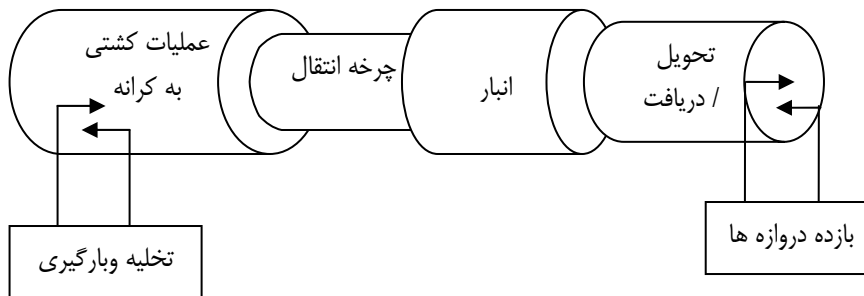 عملیات کشتی
به کرانه
چرخه انتقال
انبار
تحویل
/ دریافت
تخلیه وبارگیری
بازده دروازه ها